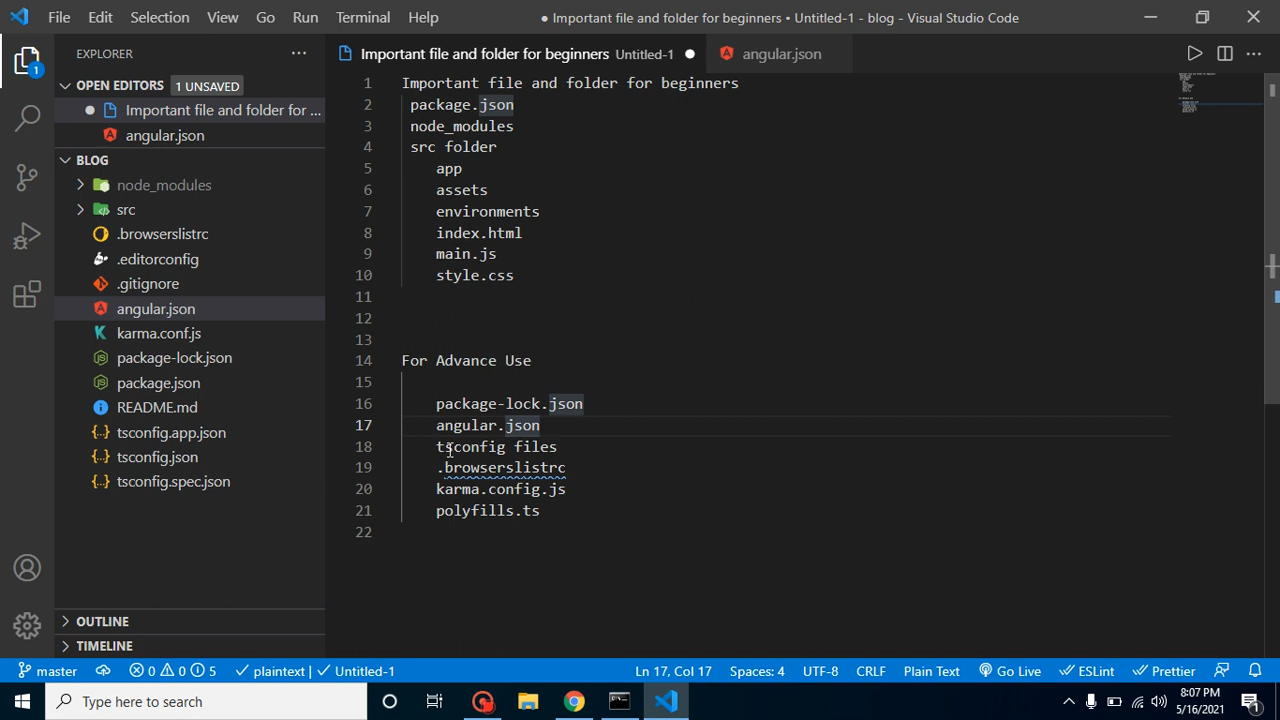 File Edit Selection View Go Run Terminal Help
● Important file and folder for beginners • Untitled-1 - blog - Visual Studio Code
EXPLORER
Important file and folder for beginners Untitled-1
angular.json
OPEN EDITORS 1 UNSAVED
1
Important file and folder for ...
angular.json
BLOG
node_modules
src
.browserslistrc
.editorconfig
.gitignore
angular.json
karma.conf.js
package-lock.json
package.json
README.md
tsconfig.app.json
tsconfig.json
tsconfig.spec.json
OUTLINE
TIMELINE
1 Important file and folder for beginners
2 package.json
3 node_modules
4 src folder
5 app
6 assets
7 environments
8 index.html
9 main.js
10 style.css
11
12
13
14 For Advance Use
15
16 package-lock.json
17 angular.json
18 tsconfig files
19 .browserslistrc
20 karma.config.js
21 polyfills.ts
22
master 0 0 5 plaintext | Untitled-1 Ln 17, Col 17 Spaces: 4 UTF-8 CRLF Plain Text Go Live ESLint Prettier
Type here to search
8:07 PM
5/16/2021
1